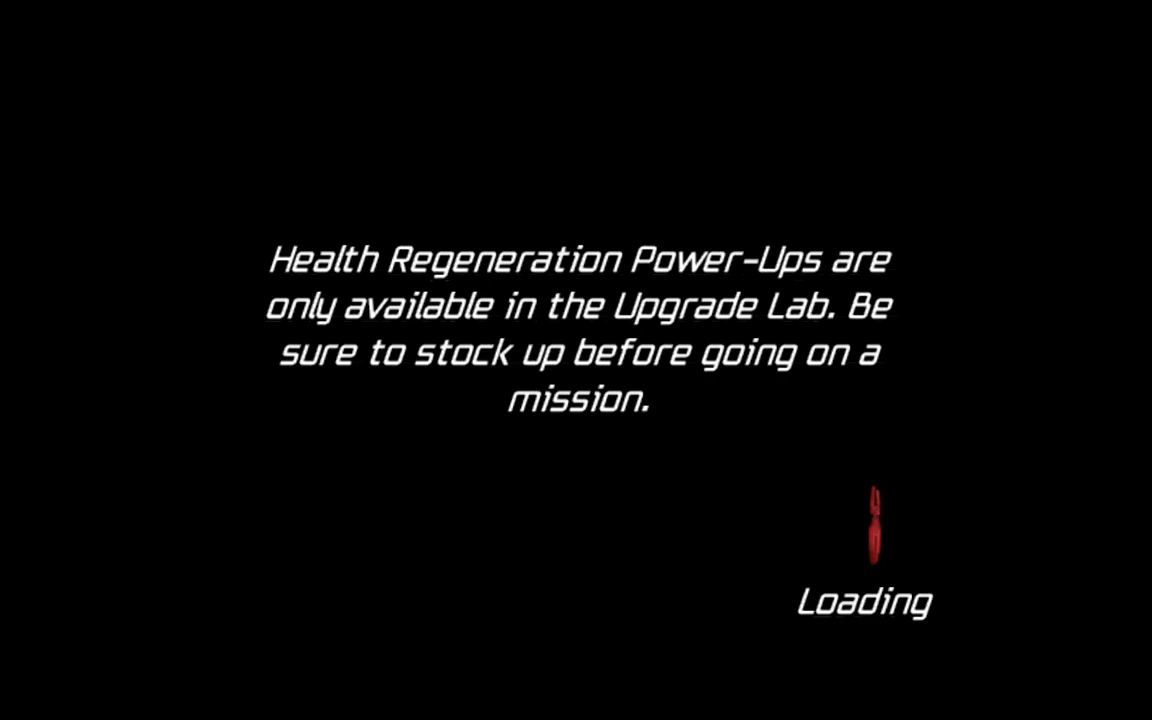 Health Regeneration Power-Ups are
only available in the Upgrade Lab. Be
sure to stock up before going on a
mission.
Loading